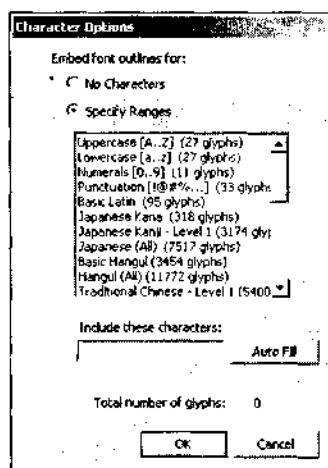 Character Options
Embed font outlines for:
No Characters
Specify Ranges
Uppercase [A..Z] (27 glyphs)
Lowercase [a..z] (27 glyphs)
Numerals [0..9] (11 glyphs)
Punctuation [!@#%...] (33 glyphs
Basic Latin (95 glyphs)
Japanese Kana (318 glyphs)
Japanese Kanji - Level 1 (3174 gly
Japanese (All) (7517 glyphs)
Basic Hangul (3454 glyphs)
Hangul (All) (11772 glyphs)
Traditional Chinese - Level 1 (5400
Include these characters:
Auto Fill
Total number of glyphs: 0
OK Cancel